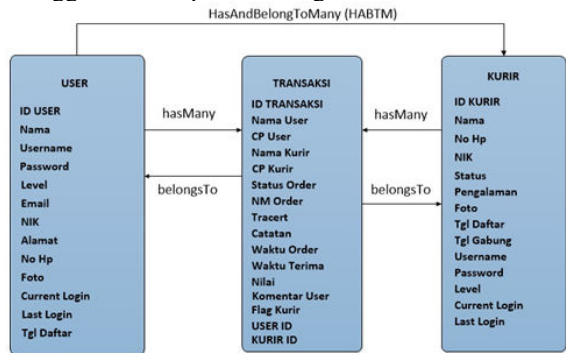 HasAndBelongToMany (HABTM)
USER
ID USER
Nama
Username
Password
Level
Email
NIK
Alamat
No Hp
Foto
Current Login
Last Login
Tgl Daftar
hasMany
belongsTo
TRANSAKSI
ID TRANSAKSI
Nama User
CP User
Nama Kurir
CP Kurir
Status Order
NM Order
Tracert
Catatan
Waktu Order
Waktu Terima
Nilai
Komentar User
Flag Kurir
USER ID
KURIR ID
hasMany
belongsTo
KURIR
ID KURIR
Nama
No Hp
NIK
Status
Pengalaman
Foto
Tgl Daftar
Tgl Gabung
Username
Password
Level
Current Login
Last Login